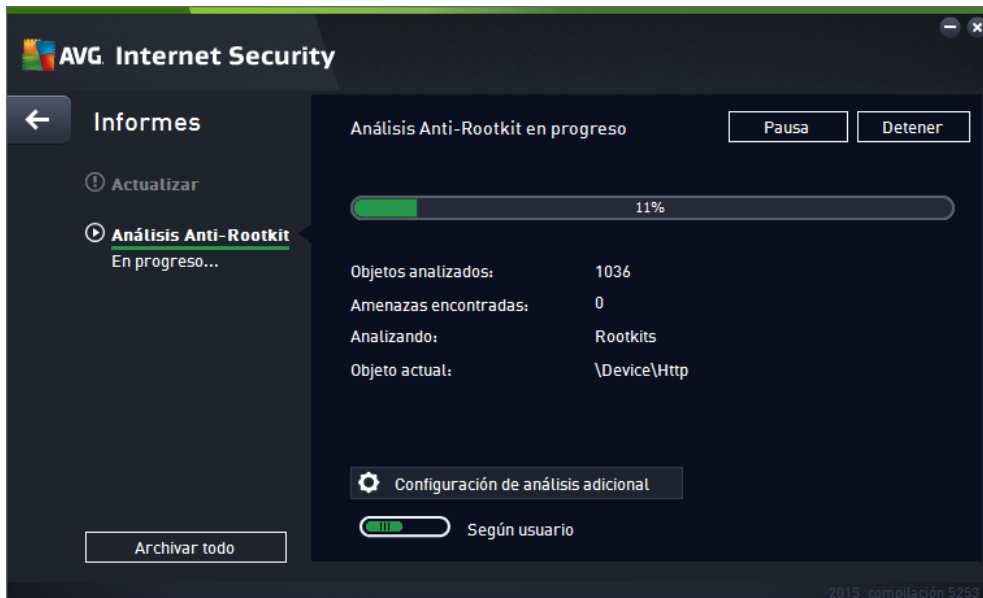 AVG. Internet Security
Informes
Actualizar
Análisis Anti-Rootkit
En progreso...
Archivar todo
Análisis Anti-Rootkit en progreso
Pausa
Detener
11%
Objetos analizados: 1036
Amenazas encontradas: 0
Analizando: Rootkits
Objeto actual: \Device\Http
Configuración de análisis adicional
Según usuario
2015 compilación 5253